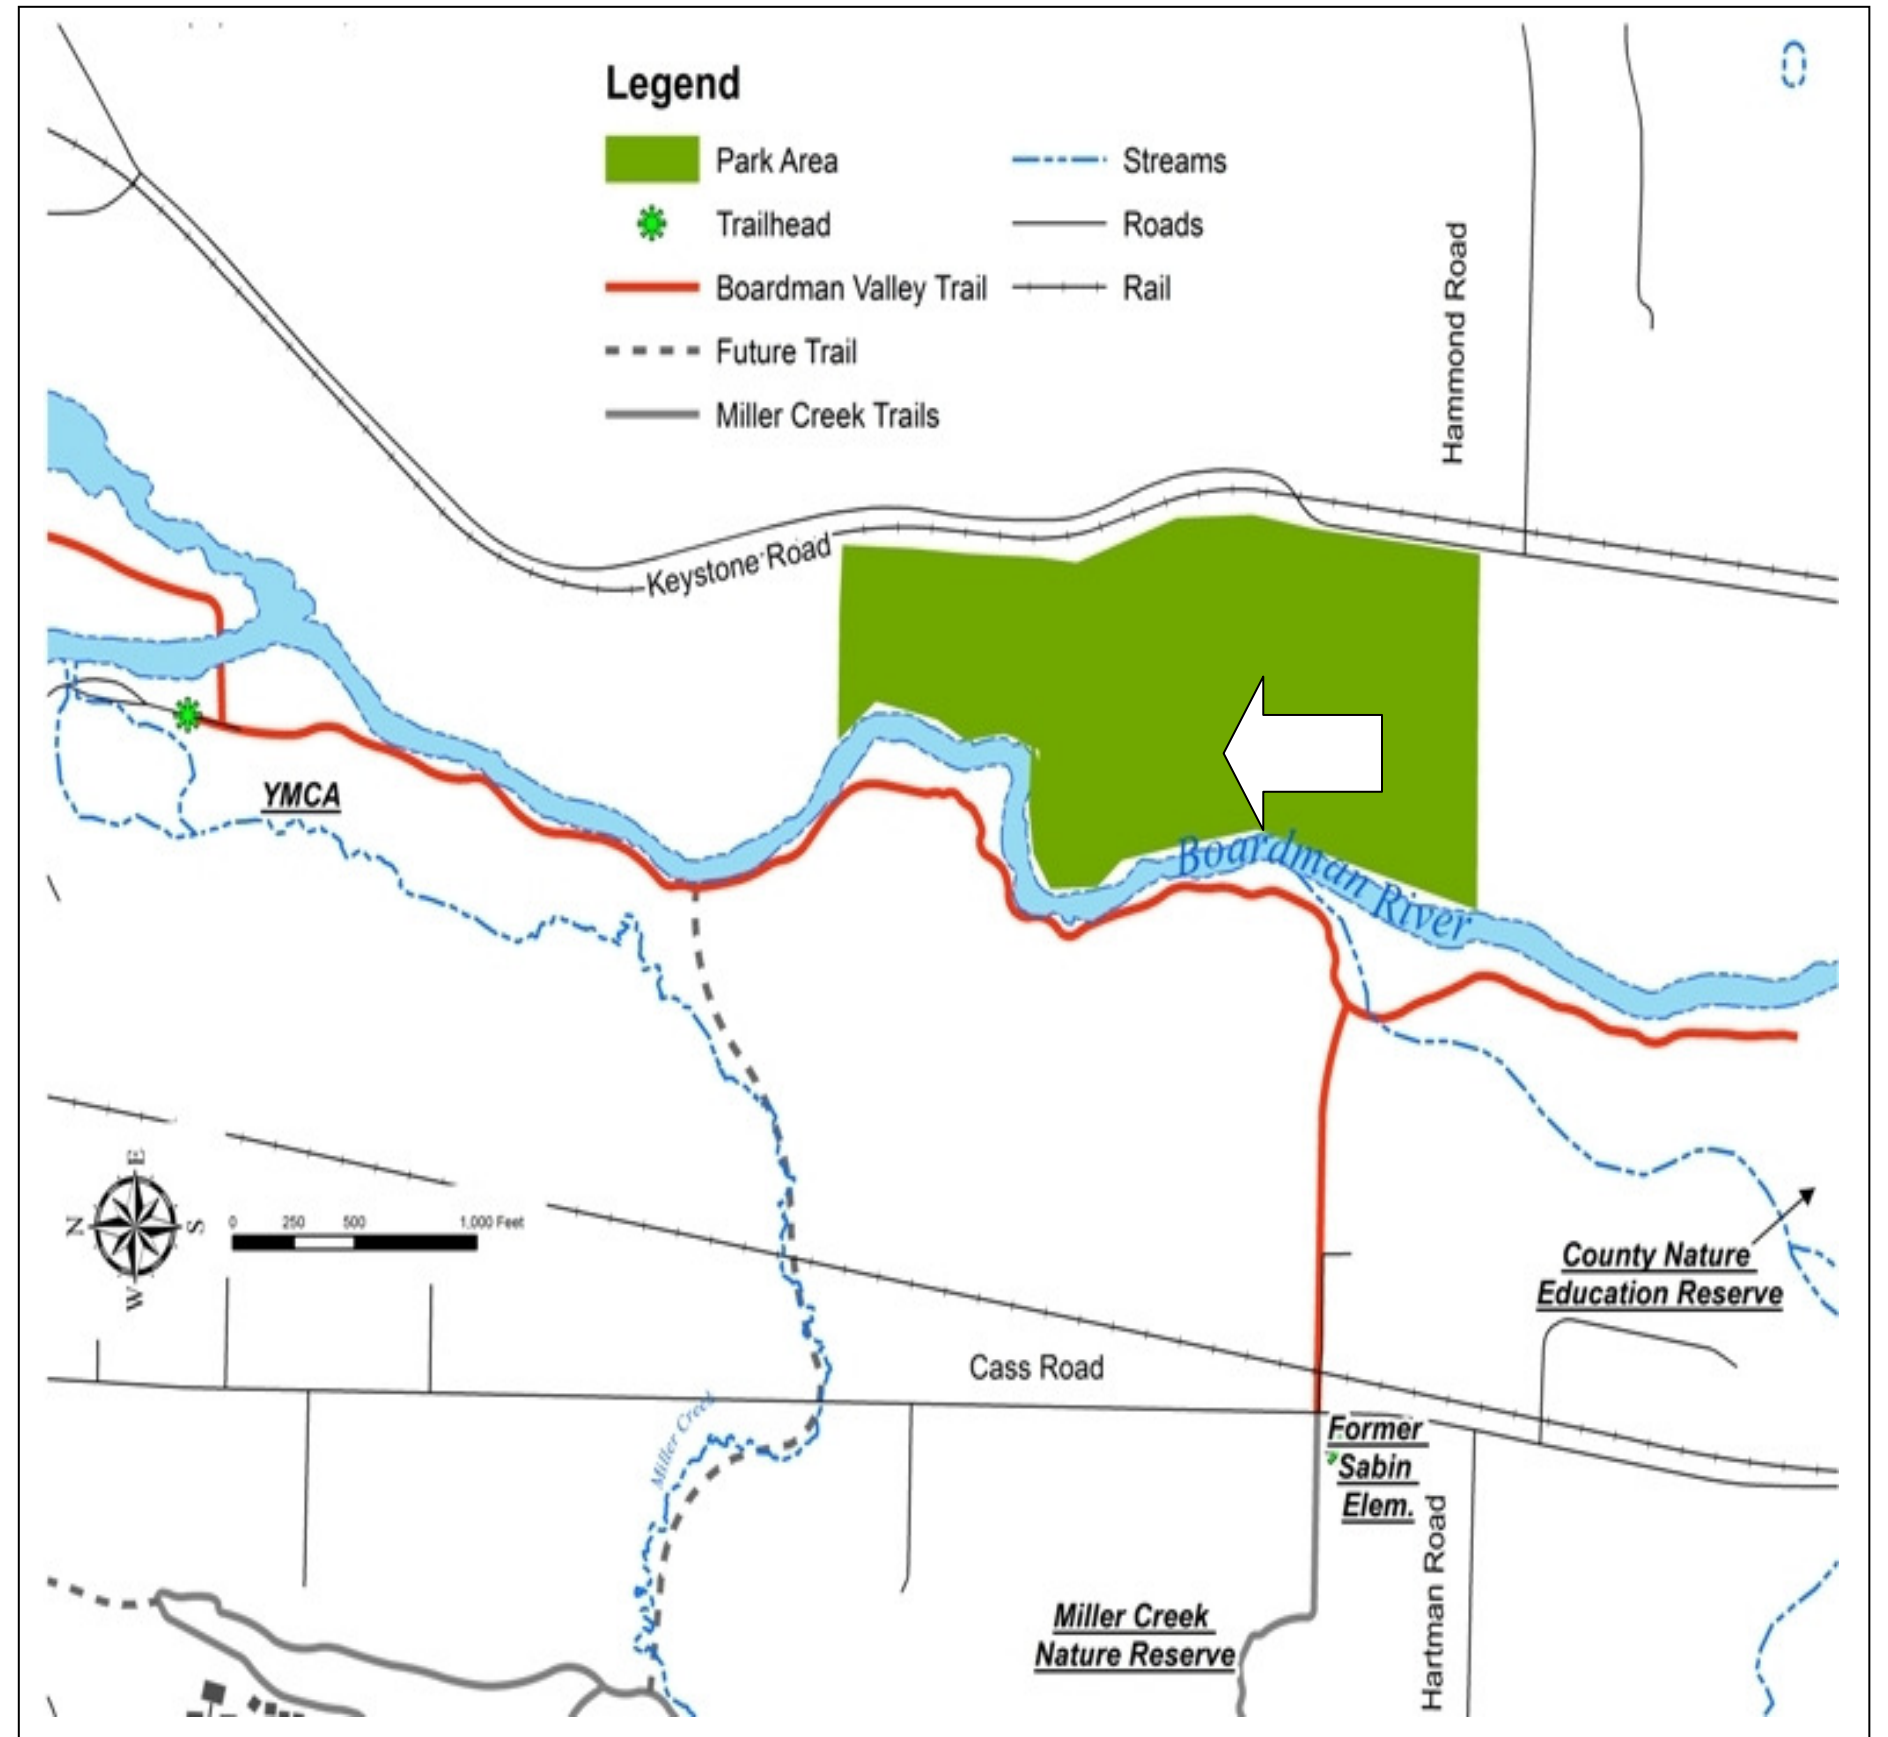 Legend
Park Area
Streams
Trailhead
Roads
Boardman Valley Trail
Rail
Future Trail
Miller Creek Trails
Hammond Road
Keystone Road
YMCA
Boardman River
E
N
S
W
0 250 500 1,000 Feet
County Nature
Education Reserve
Cass Road
Miller Creek
Former
Sabin
Elem.
Hartman Road
Miller Creek
Nature Reserve